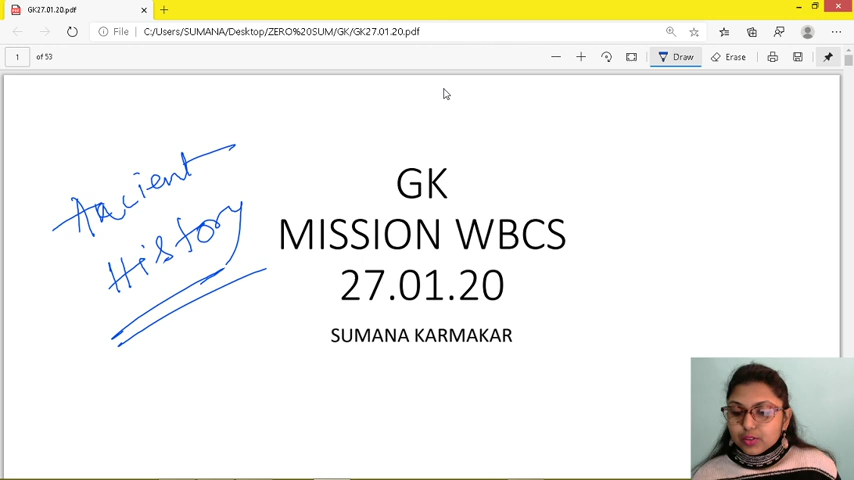 GK27.01.20.pdf
File
C:/Users/SUMANA/Desktop/ZERO%20SUM/GK/GK27.01.20.pdf
1 of 53
Draw
Erase
Ancient
History
GK
MISSION WBCS
27.01.20
SUMANA KARMAKAR